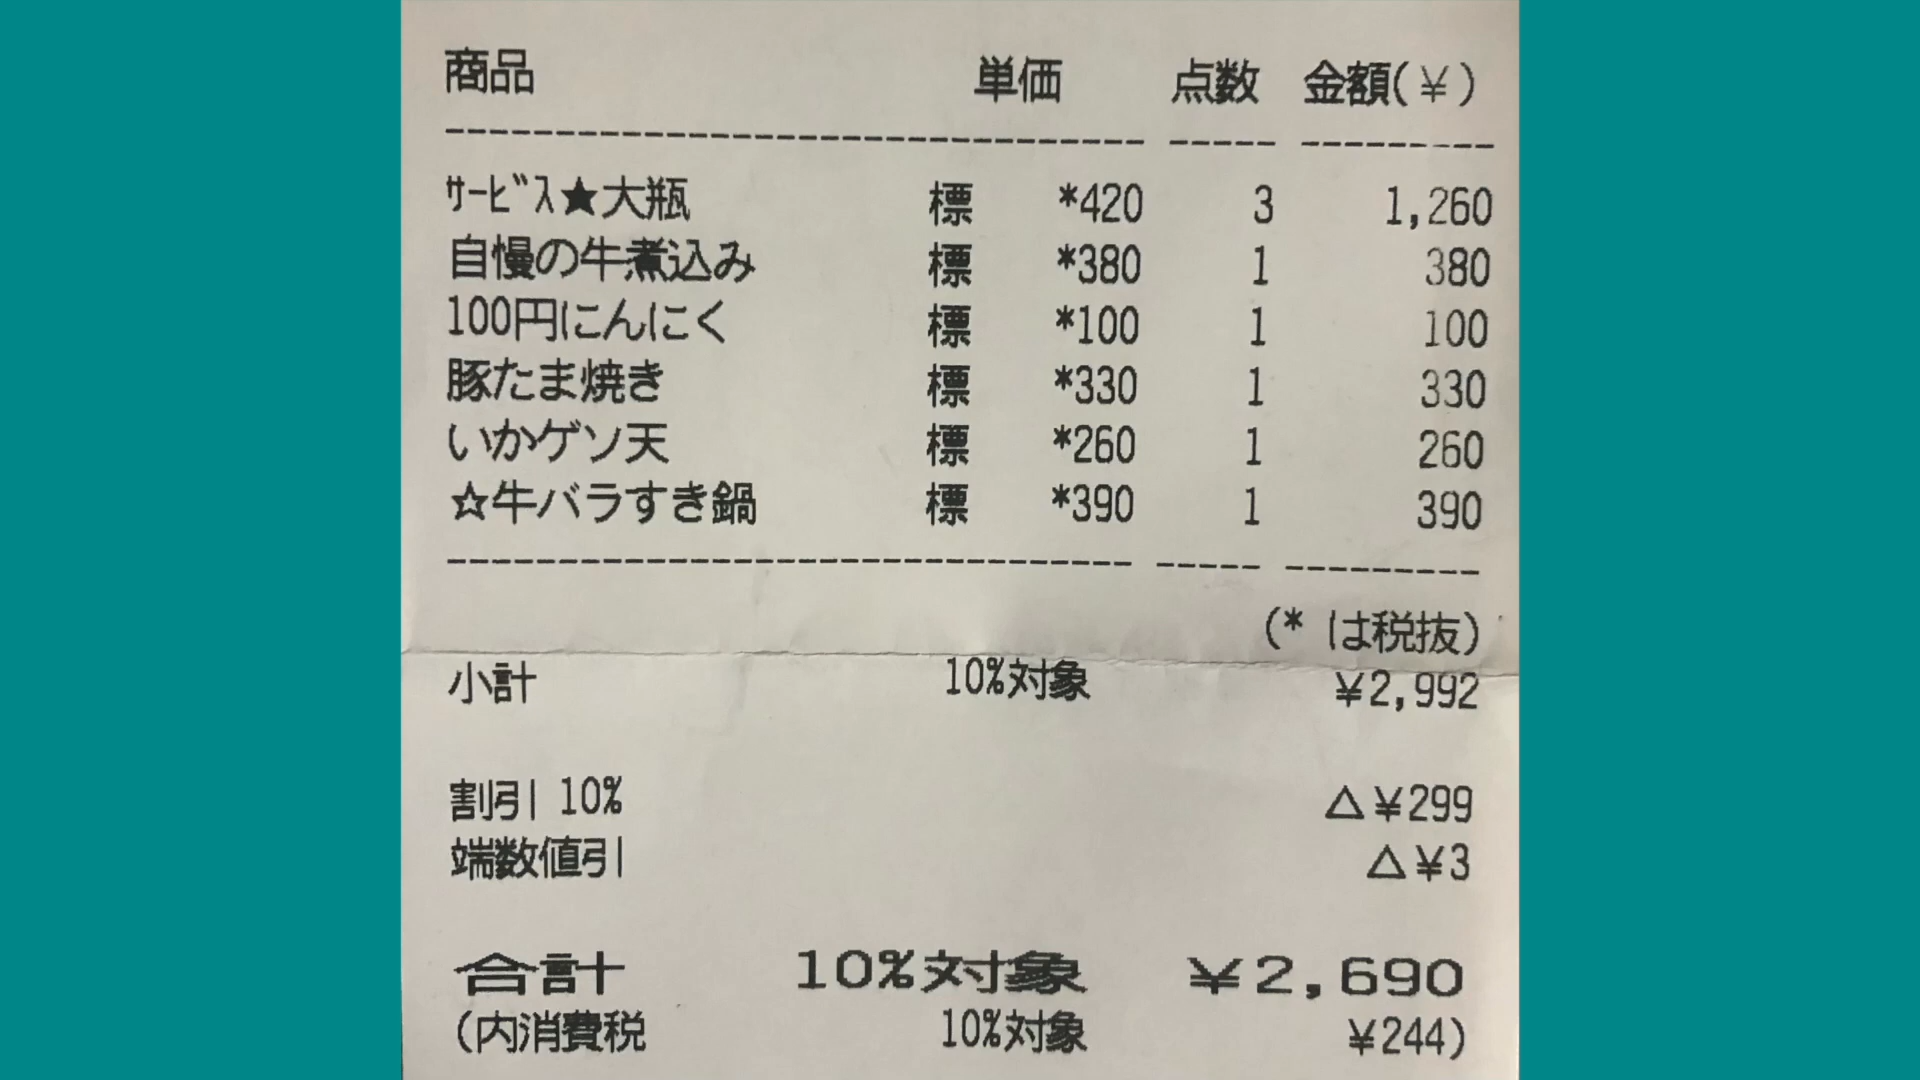 商品 単価 点数 金額(¥)
ｻｰﾋﾞｽ★大瓶 標 *420 3 1,260
自慢の牛煮込み 標 *380 1 380
100円にんにく 標 *100 1 100
豚たま焼き 標 *330 1 330
いかゲソ天 標 *260 1 260
☆牛バラすき鍋 標 *390 1 390
(* は税抜)
小計 10%対象 ¥2,992
割引 10% △¥299
端数値引 △¥3
合計 10%対象 ¥2,690
(内消費税 10%対象 ¥244)